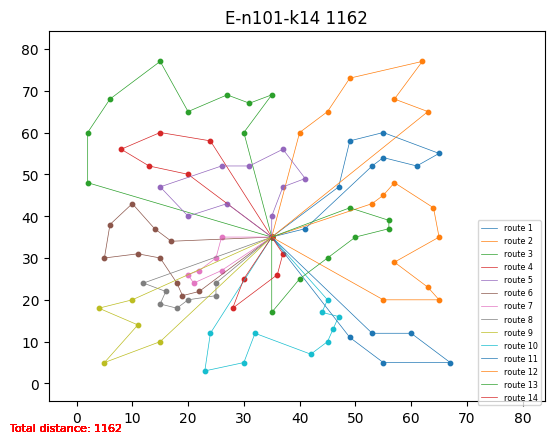 E-n101-k14 1162
80
70
60
50
40
30
20
10
0
0 10 20 30 40 50 60 70 80
route 1
route 2
route 3
route 4
route 5
route 6
route 7
route 8
route 9
route 10
route 11
route 12
route 13
route 14
Total distance: 1162